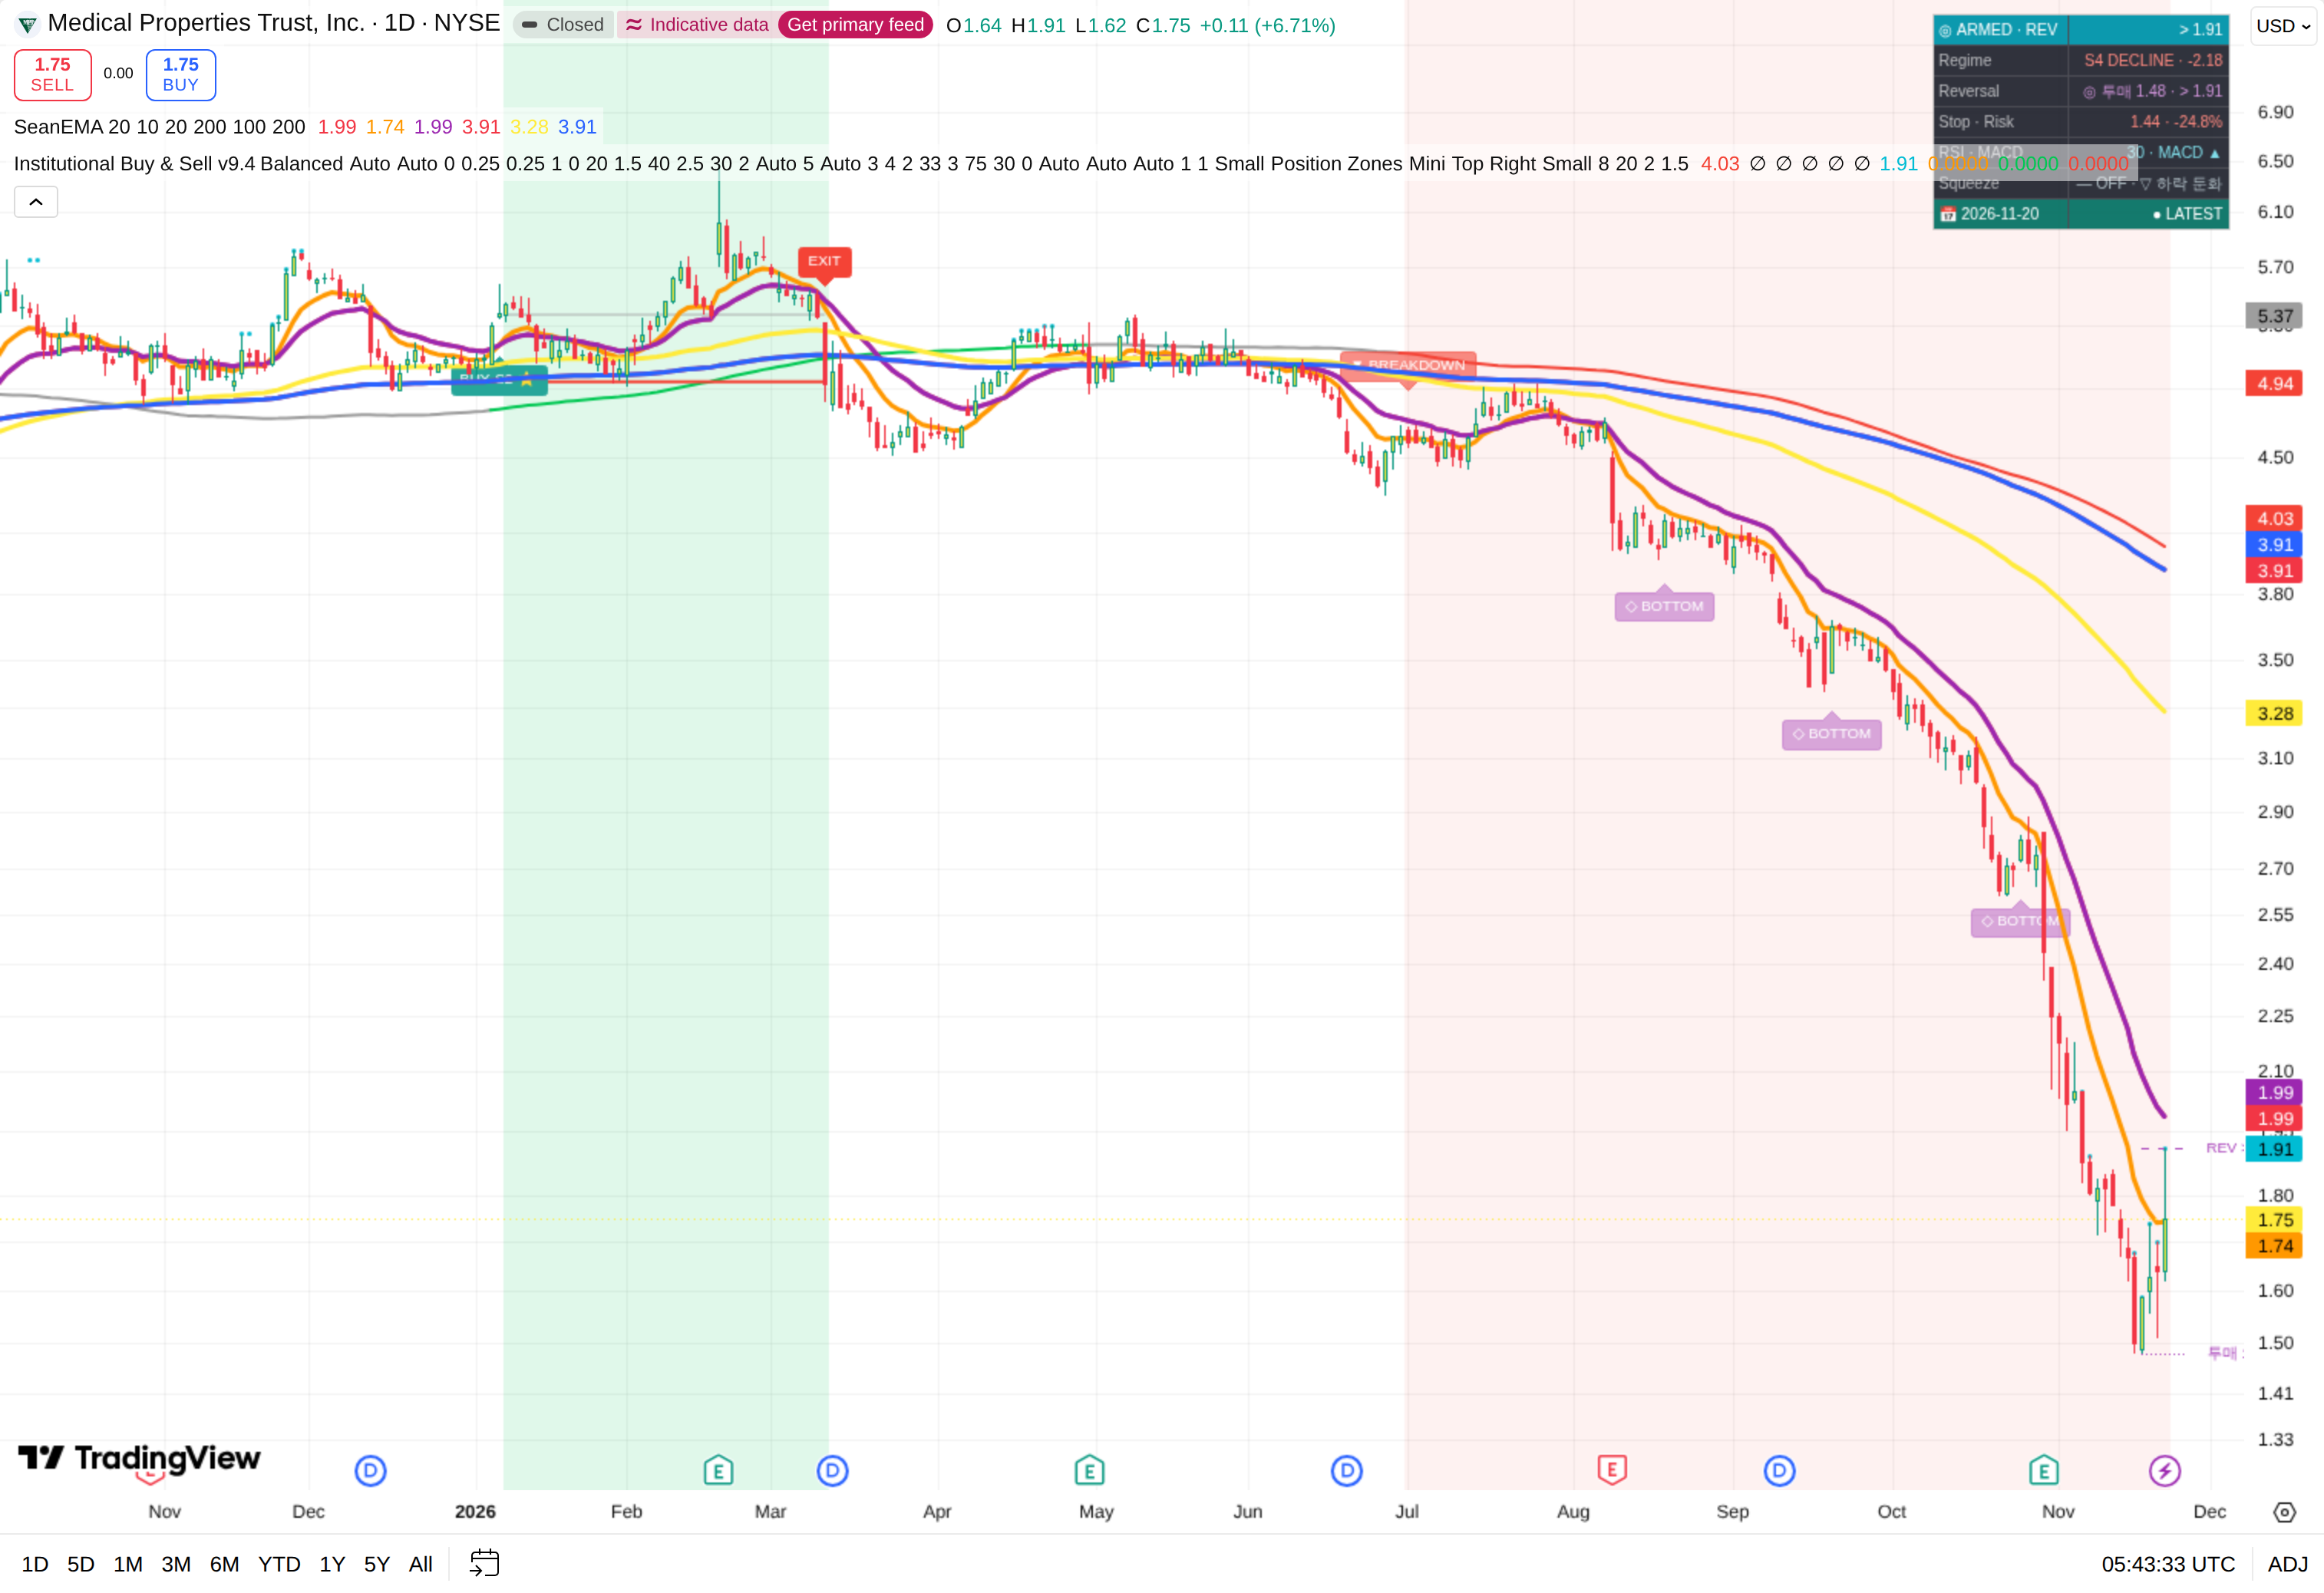 Medical Properties Trust, Inc. · 1D · NYSE Closed Indicative data Get primary feed O1.64 H1.91 L1.62 C1.75 +0.11 (+6.71%)
1.75 SELL 0.00 1.75 BUY
SeanEMA 20 10 20 200 100 200 1.99 1.74 1.99 3.91 3.28 3.91
Institutional Buy & Sell v9.4 Balanced Auto Auto 0 0.25 0.25 1 0 20 1.5 40 2.5 30 2 Auto 5 Auto 3 4 2 33 3 75 30 0 Auto Auto Auto 1 1 Small Position Zones Mini Top Right Small 8 20 2 1.5 4.03 ∅ ∅ ∅ ∅ ∅ 1.91 0.0000 0.0000 0.0000
◎ ARMED · REV > 1.91
Regime S4 DECLINE · -2.18
Reversal ◎ 투매 1.48 · > 1.91
Stop · Risk 1.44 · -24.8%
RSI · MACD 30 · MACD ▲
Squeeze — OFF · ▽ 하락 둔화
2026-11-20 ● LATEST
USD
6.90
6.50
6.10
5.70
5.37
4.94
4.50
4.03
3.91
3.91
3.80
3.50
3.28
3.10
2.90
2.70
2.55
2.40
2.25
2.10
1.99
1.99
1.91
1.80
1.75
1.74
1.60
1.50
1.41
1.33
EXIT
BREAKDOWN
◇ BOTTOM
◇ BOTTOM
◇ BOTTOM
REV :
투매 :
TradingView
D E D E D E D E
Nov Dec 2026 Feb Mar Apr May Jun Jul Aug Sep Oct Nov Dec
1D 5D 1M 3M 6M YTD 1Y 5Y All 05:43:33 UTC ADJ